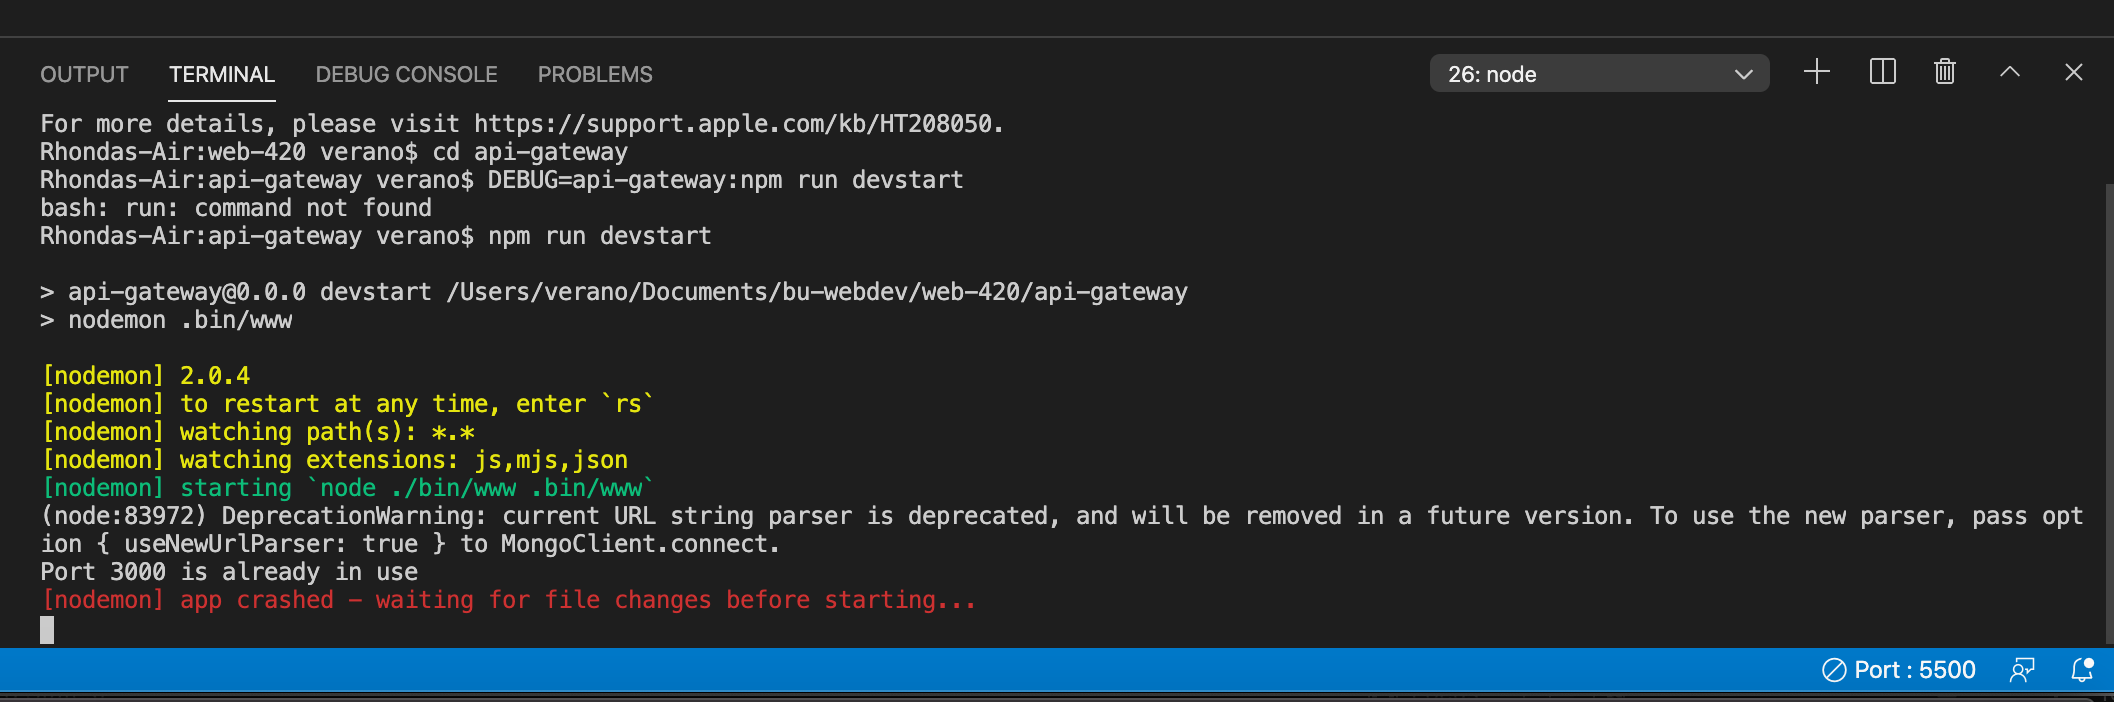 OUTPUT TERMINAL DEBUG CONSOLE PROBLEMS 26: node
For more details, please visit https://support.apple.com/kb/HT208050.
Rhondas-Air:web-420 verano$ cd api-gateway
Rhondas-Air:api-gateway verano$ DEBUG=api-gateway:npm run devstart
bash: run: command not found
Rhondas-Air:api-gateway verano$ npm run devstart
> api-gateway@0.0.0 devstart /Users/verano/Documents/bu-webdev/web-420/api-gateway
> nodemon .bin/www
[nodemon] 2.0.4
[nodemon] to restart at any time, enter `rs`
[nodemon] watching path(s): *.*
[nodemon] watching extensions: js,mjs,json
[nodemon] starting `node ./bin/www .bin/www`
(node:83972) DeprecationWarning: current URL string parser is deprecated, and will be removed in a future version. To use the new parser, pass opt
ion { useNewUrlParser: true } to MongoClient.connect.
Port 3000 is already in use
[nodemon] app crashed - waiting for file changes before starting...
Port : 5500